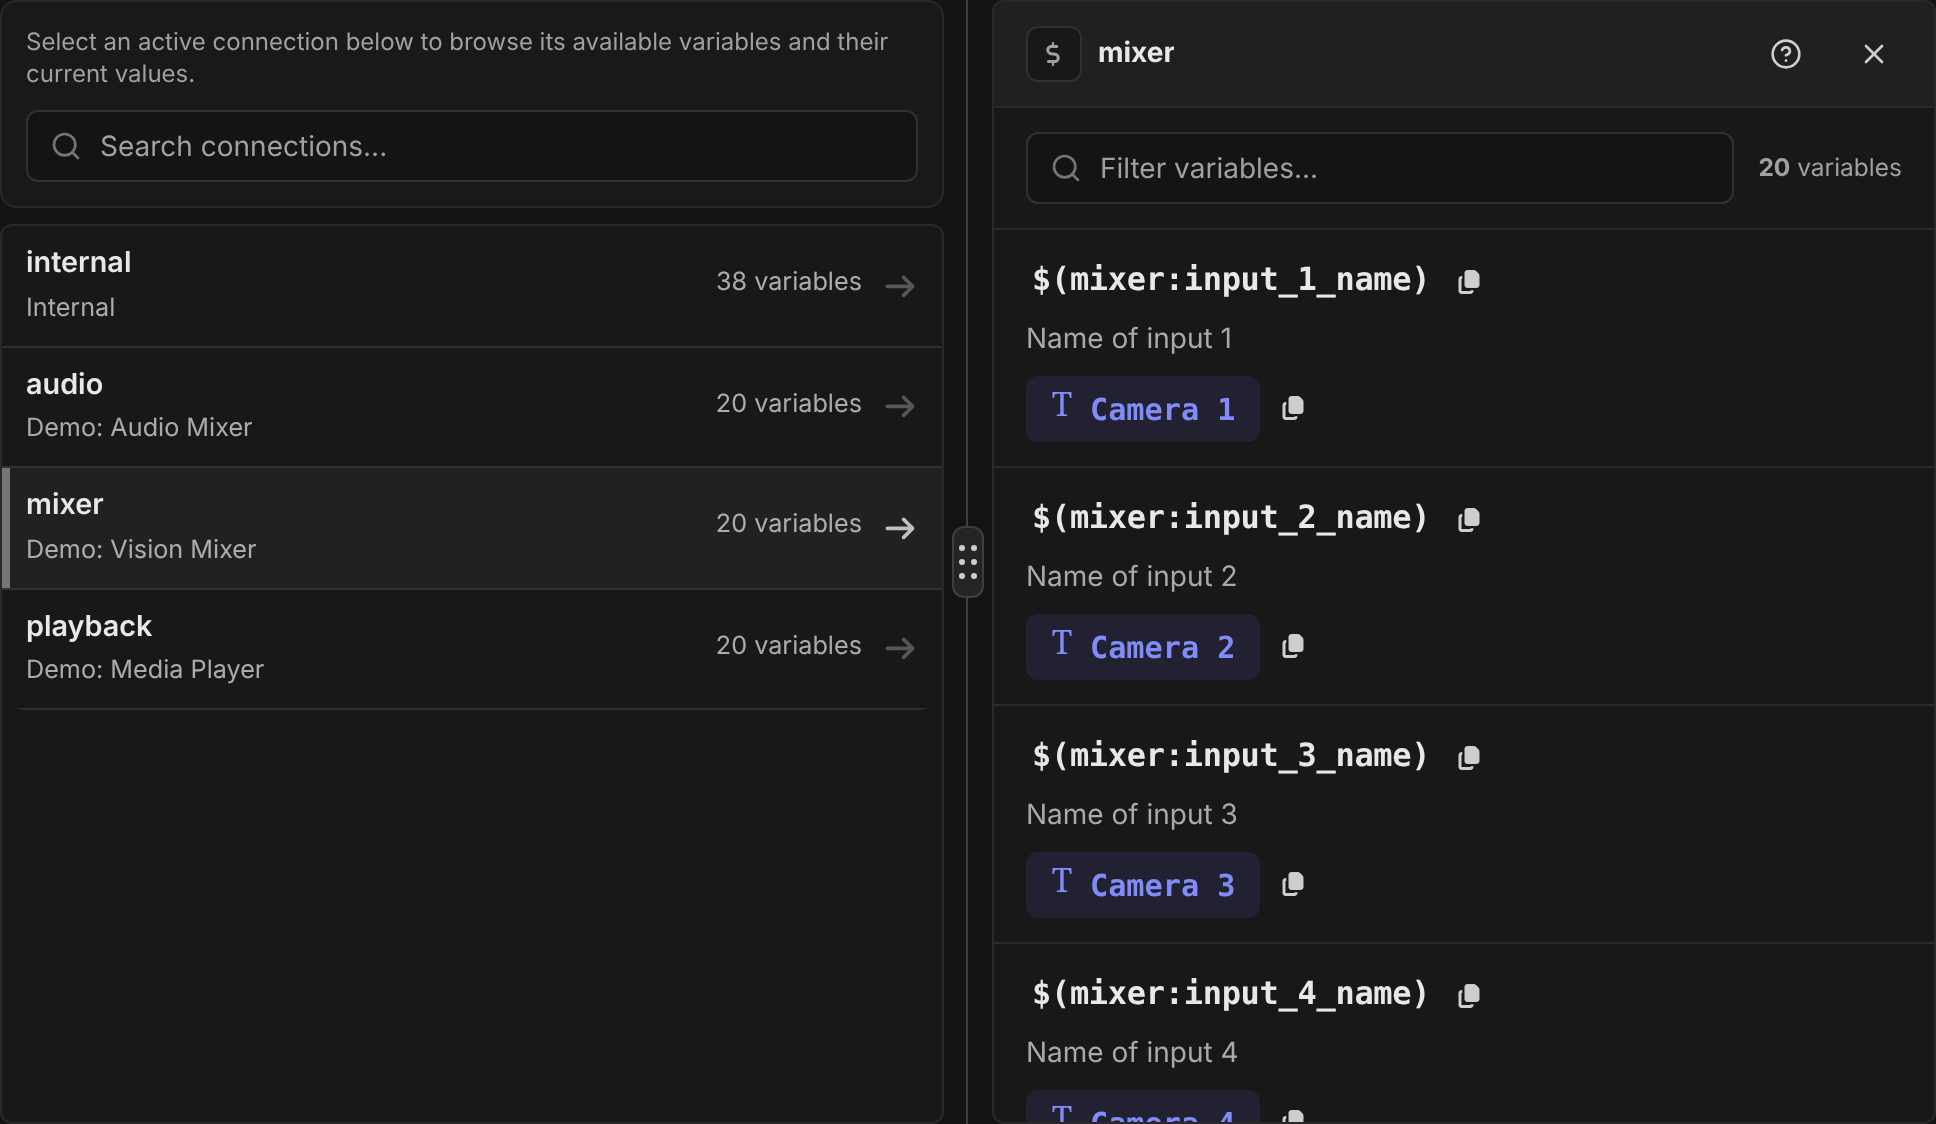 Select an active connection below to browse its available variables and their
current values.
Search connections...
internal
Internal
38 variables
audio
Demo: Audio Mixer
20 variables
mixer
Demo: Vision Mixer
20 variables
playback
Demo: Media Player
20 variables
$ mixer
Filter variables...
20 variables
$(mixer:input_1_name)
Name of input 1
T Camera 1
$(mixer:input_2_name)
Name of input 2
T Camera 2
$(mixer:input_3_name)
Name of input 3
T Camera 3
$(mixer:input_4_name)
Name of input 4
T Camera 4